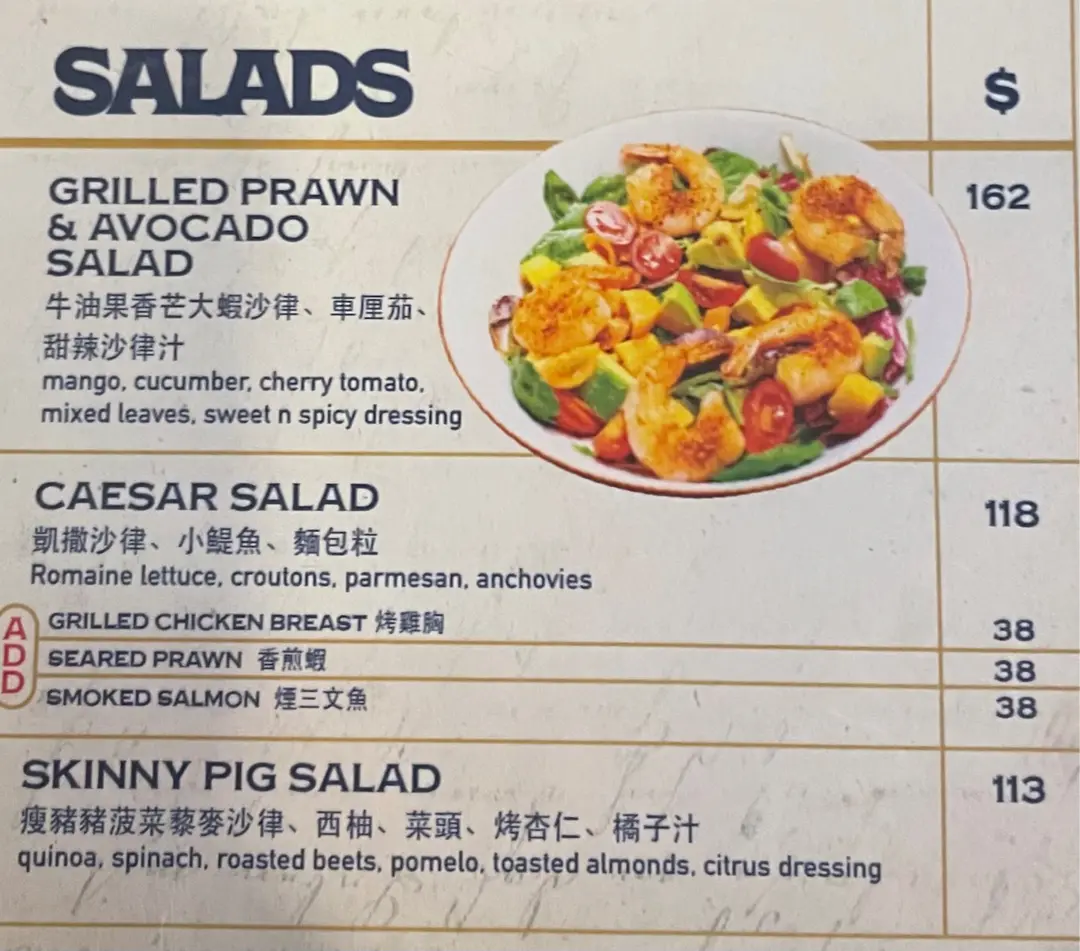 SALADS
$
GRILLED PRAWN
& AVOCADO
SALAD
162
牛油果香芒大蝦沙律、車厘茄、
甜辣沙律汁
mango, cucumber, cherry tomato,
mixed leaves, sweet n spicy dressing
CAESAR SALAD
118
凱撒沙律、小鯷魚、麵包粒
Romaine lettuce, croutons, parmesan, anchovies
ADD
GRILLED CHICKEN BREAST 烤雞胸
38
SEARED PRAWN 香煎蝦
38
SMOKED SALMON 煙三文魚
38
SKINNY PIG SALAD
113
瘦豬豬菠菜藜麥沙律、西柚、菜頭、烤杏仁、橘子汁
quinoa, spinach, roasted beets, pomelo, toasted almonds, citrus dressing